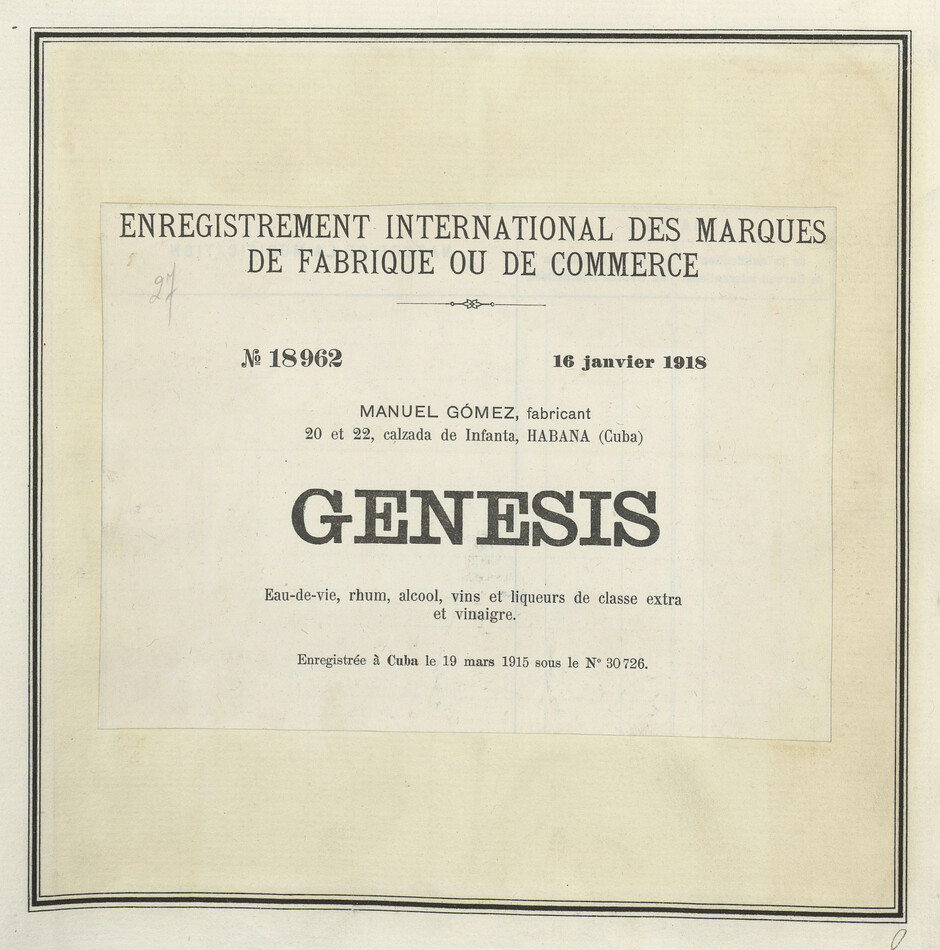 ENREGISTREMENT INTERNATIONAL DES MARQUES
DE FABRIQUE OU DE COMMERCE
27
№ 18962 16 janvier 1918
MANUEL GÓMEZ, fabricant
20 et 22, calzada de Infanta, HABANA (Cuba)
GENESIS
Eau-de-vie, rhum, alcool, vins et liqueurs de classe extra
et vinaigre.
Enregistrée à Cuba le 19 mars 1915 sous le N° 30726.